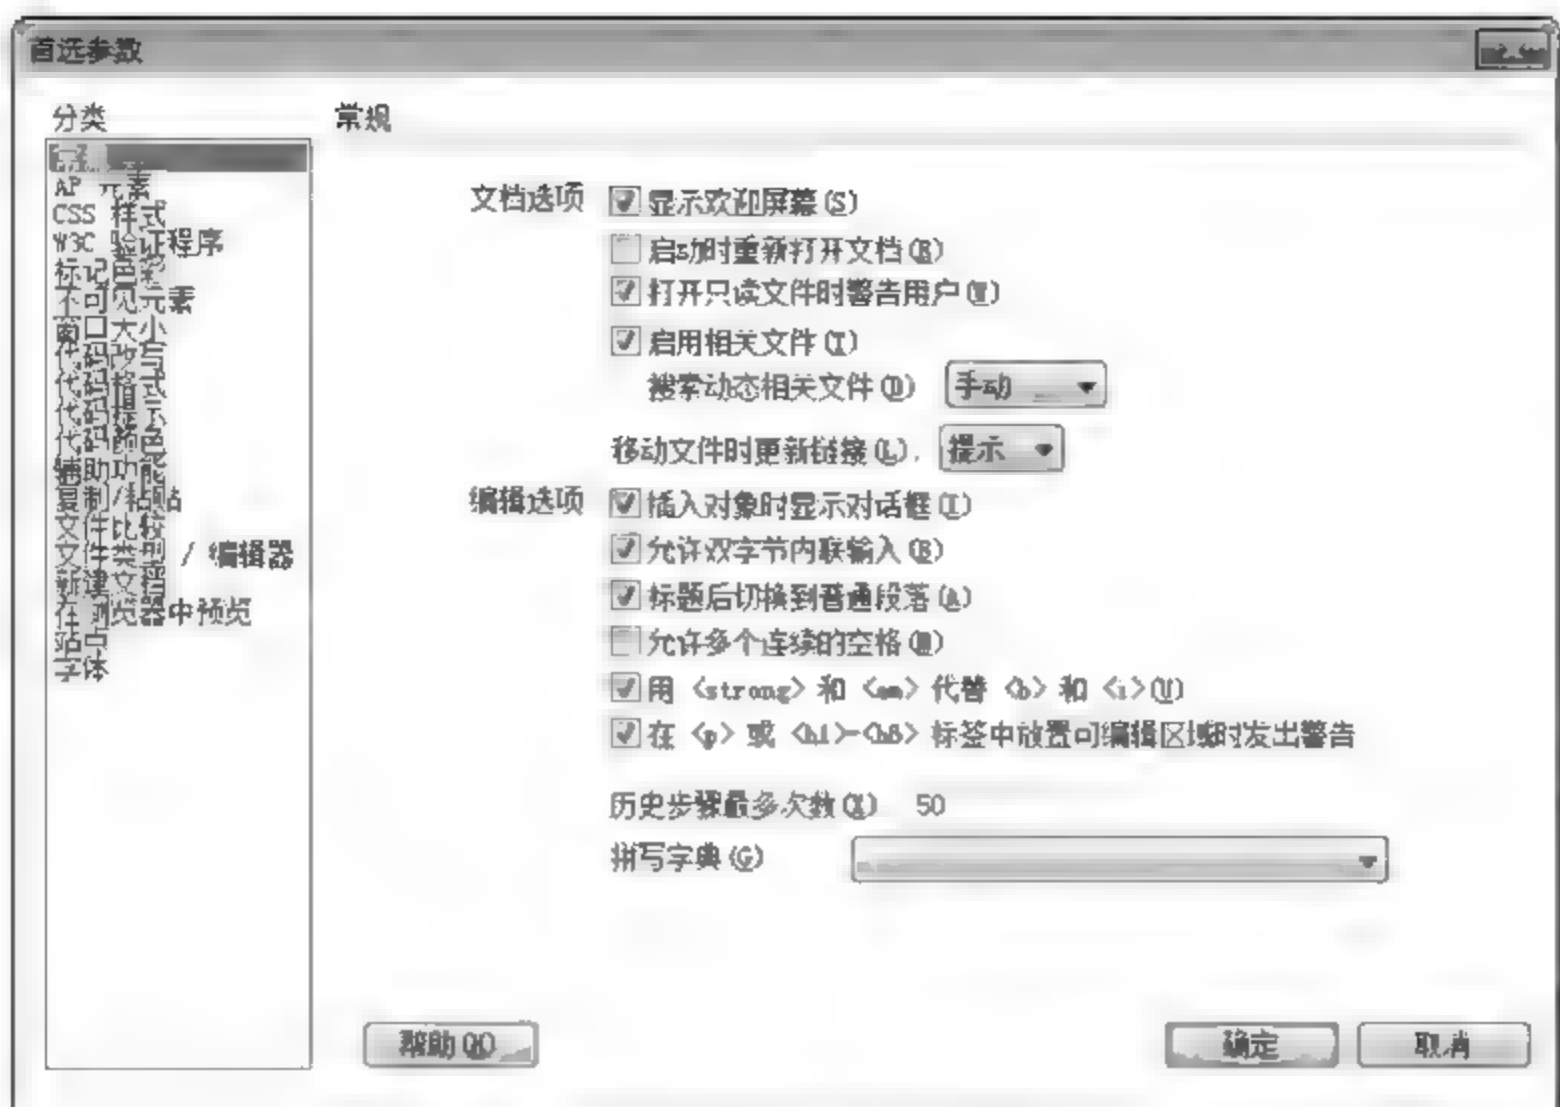 首选参数
分类
常规
AP 元素
CSS 样式
W3C 验证程序
标记色彩
不可见元素
窗口大小
代码改写
代码格式
代码提示
代码颜色
辅助功能
复制/粘贴
文件比较
文件类型 / 编辑器
新建文档
在浏览器中预览
站点
字体
常规
文档选项 显示欢迎屏幕(S)
启动时重新打开文档(R)
打开只读文件时警告用户(W)
启用相关文件(T)
搜索动态相关文件(D) 手动
移动文件时更新链接(L). 提示
编辑选项 插入对象时显示对话框(I)
允许双字节内联输入(B)
标题后切换到普通段落(A)
允许多个连续的空格(M)
用 <strong> 和 <em> 代替 <b> 和 <i>(U)
在 <p> 或 <h1>-<h6> 标签中放置可编辑区域时发出警告
历史步骤最多次数(X) 50
拼写字典(G)
帮助(H)
确定
取消